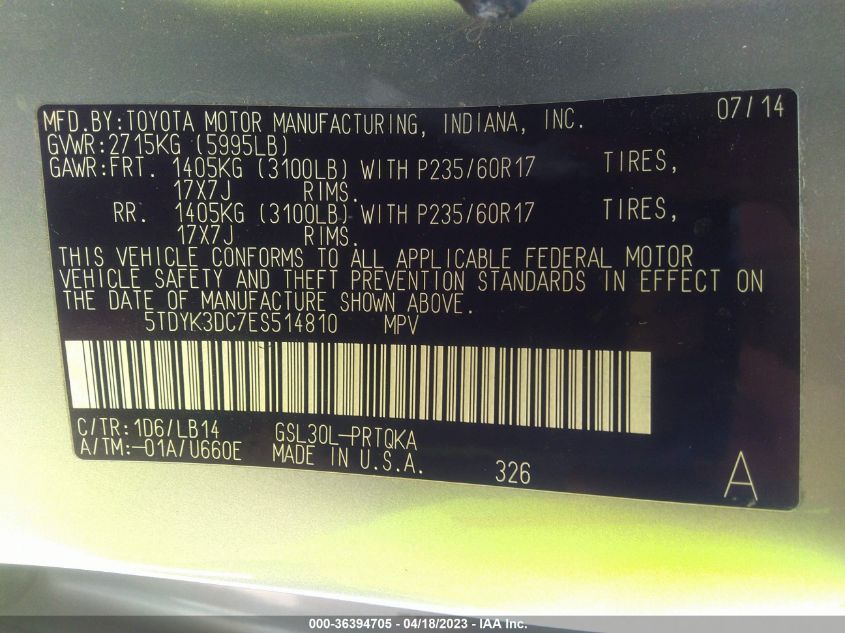 MFD.BY:TOYOTA MOTOR MANUFACTURING, INDIANA, INC. 07/14
GVWR:2715KG (5995LB)
GAWR:FRT. 1405KG (3100LB) WITH P235/60R17 TIRES,
17X7J RIMS.
RR. 1405KG (3100LB) WITH P235/60R17 TIRES,
17X7J RIMS.
THIS VEHICLE CONFORMS TO ALL APPLICABLE FEDERAL MOTOR
VEHICLE SAFETY AND THEFT PREVENTION STANDARDS IN EFFECT ON
THE DATE OF MANUFACTURE SHOWN ABOVE.
5TDYK3DC7ES514810 MPV
C/TR:1D6/LB14 GSL30L-PRTQKA
A/TM:-01A/U660E MADE IN U.S.A. 326 A
000-36394705 - 04/18/2023 - IAA Inc.